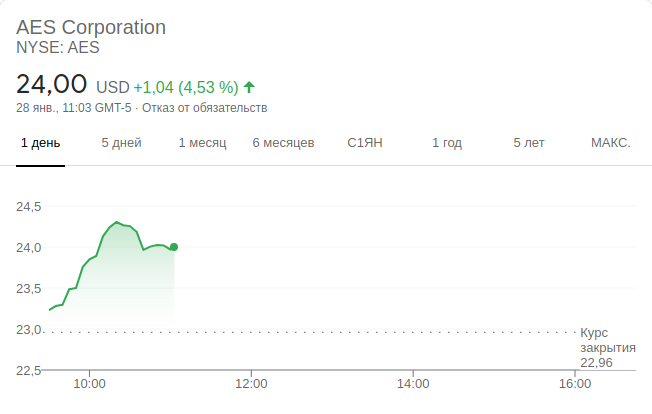 AES Corporation
NYSE: AES
24,00 USD +1,04 (4,53 %)
28 янв., 11:03 GMT-5 · Отказ от обязательств
1 день 5 дней 1 месяц 6 месяцев С1ЯН 1 год 5 лет МАКС.
24,5
24,0
23,5
23,0
Курс
закрытия
22,96
22,5
10:00 12:00 14:00 16:00